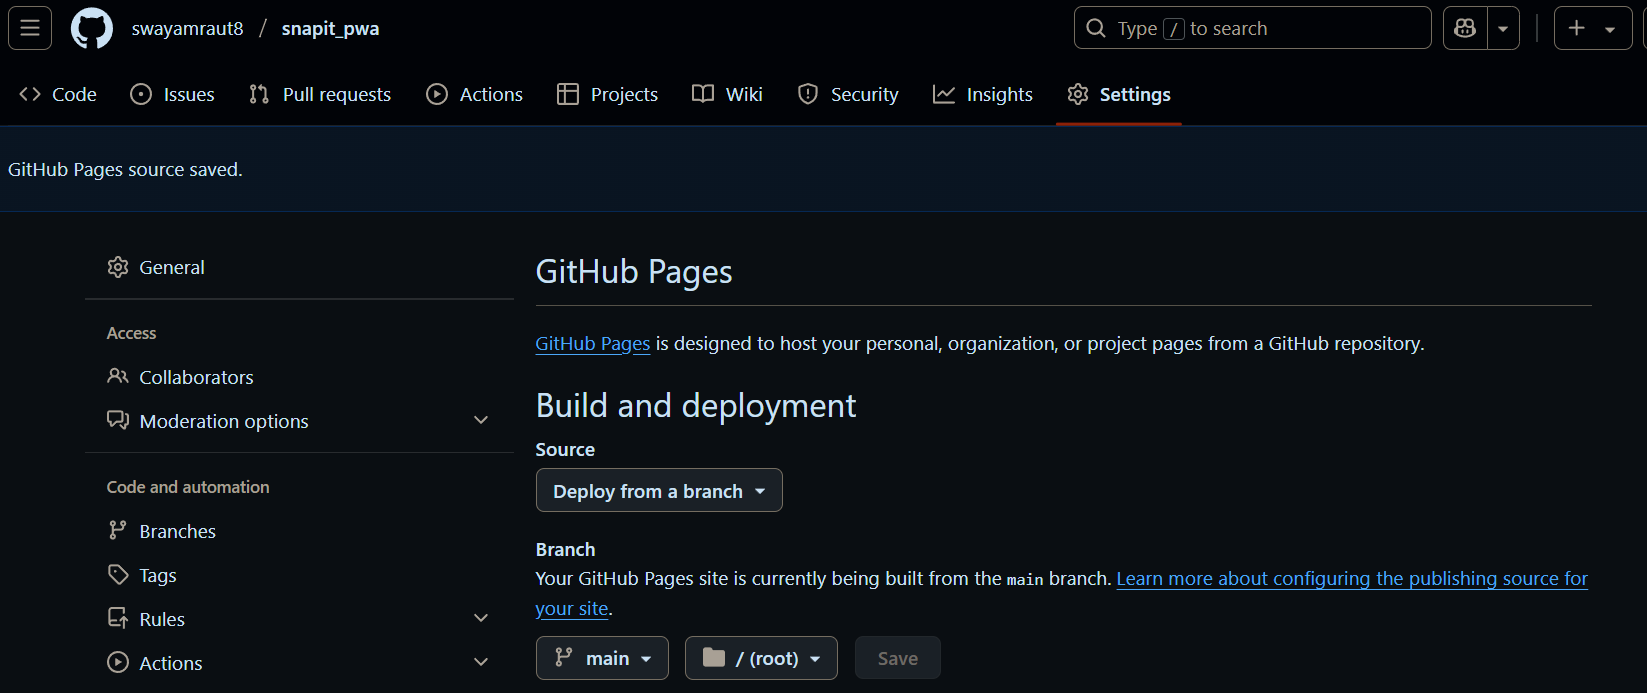 swayamraut8 / snapit_pwa
Type / to search
Code Issues Pull requests Actions Projects Wiki Security Insights Settings
GitHub Pages source saved.
General
Access
Collaborators
Moderation options
Code and automation
Branches
Tags
Rules
Actions
GitHub Pages
GitHub Pages is designed to host your personal, organization, or project pages from a GitHub repository.
Build and deployment
Source
Deploy from a branch
Branch
Your GitHub Pages site is currently being built from the main branch. Learn more about configuring the publishing source for
your site.
main / (root) Save